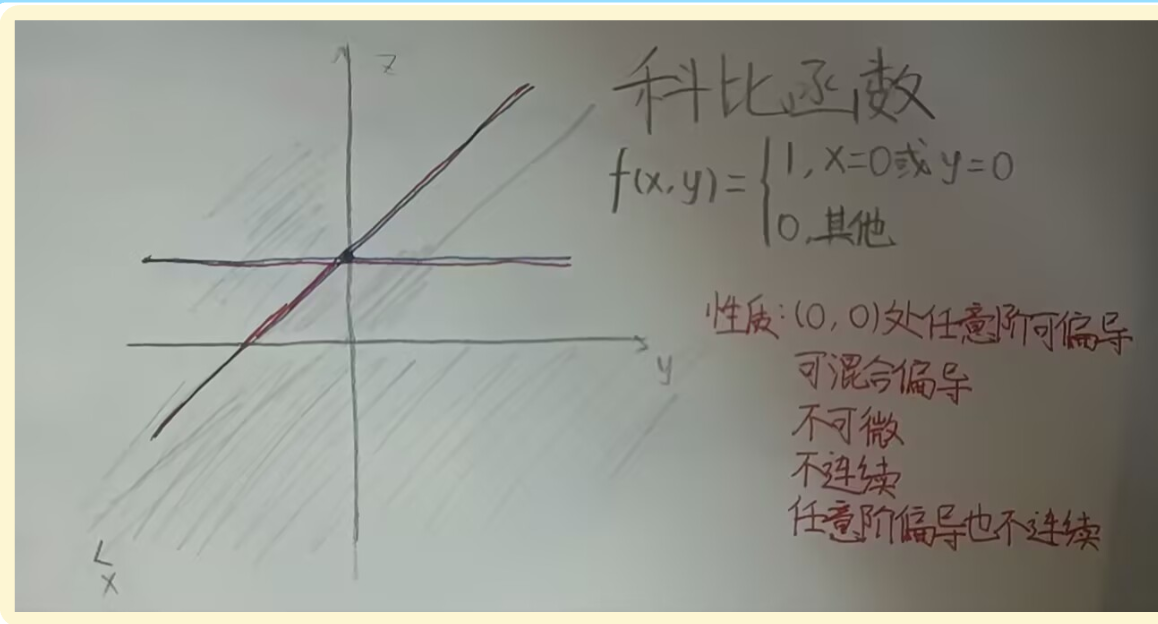 z
科比函数
f(x,y)={1,x=0或y=0
0,其他
性质:(0,0)处任意阶可偏导
y
可混合偏导
不可微
不连续
任意阶偏导也不连续
x